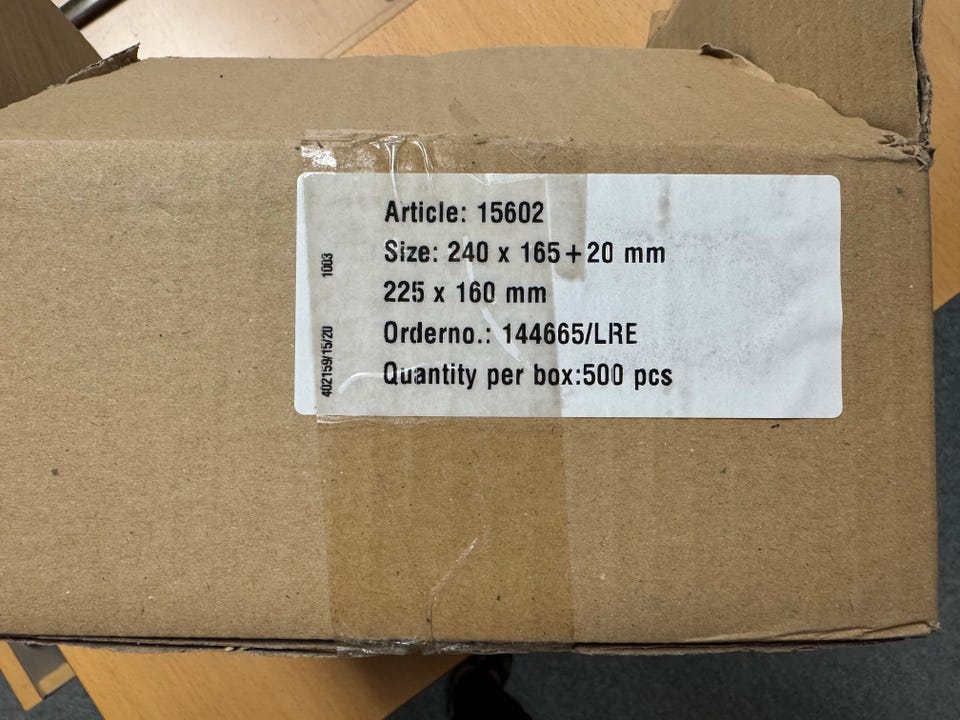 Article: 15602
Size: 240 x 165+20 mm
225 x 160 mm
Orderno.: 144665/LRE
Quantity per box:500 pcs
402159/15/20 1003